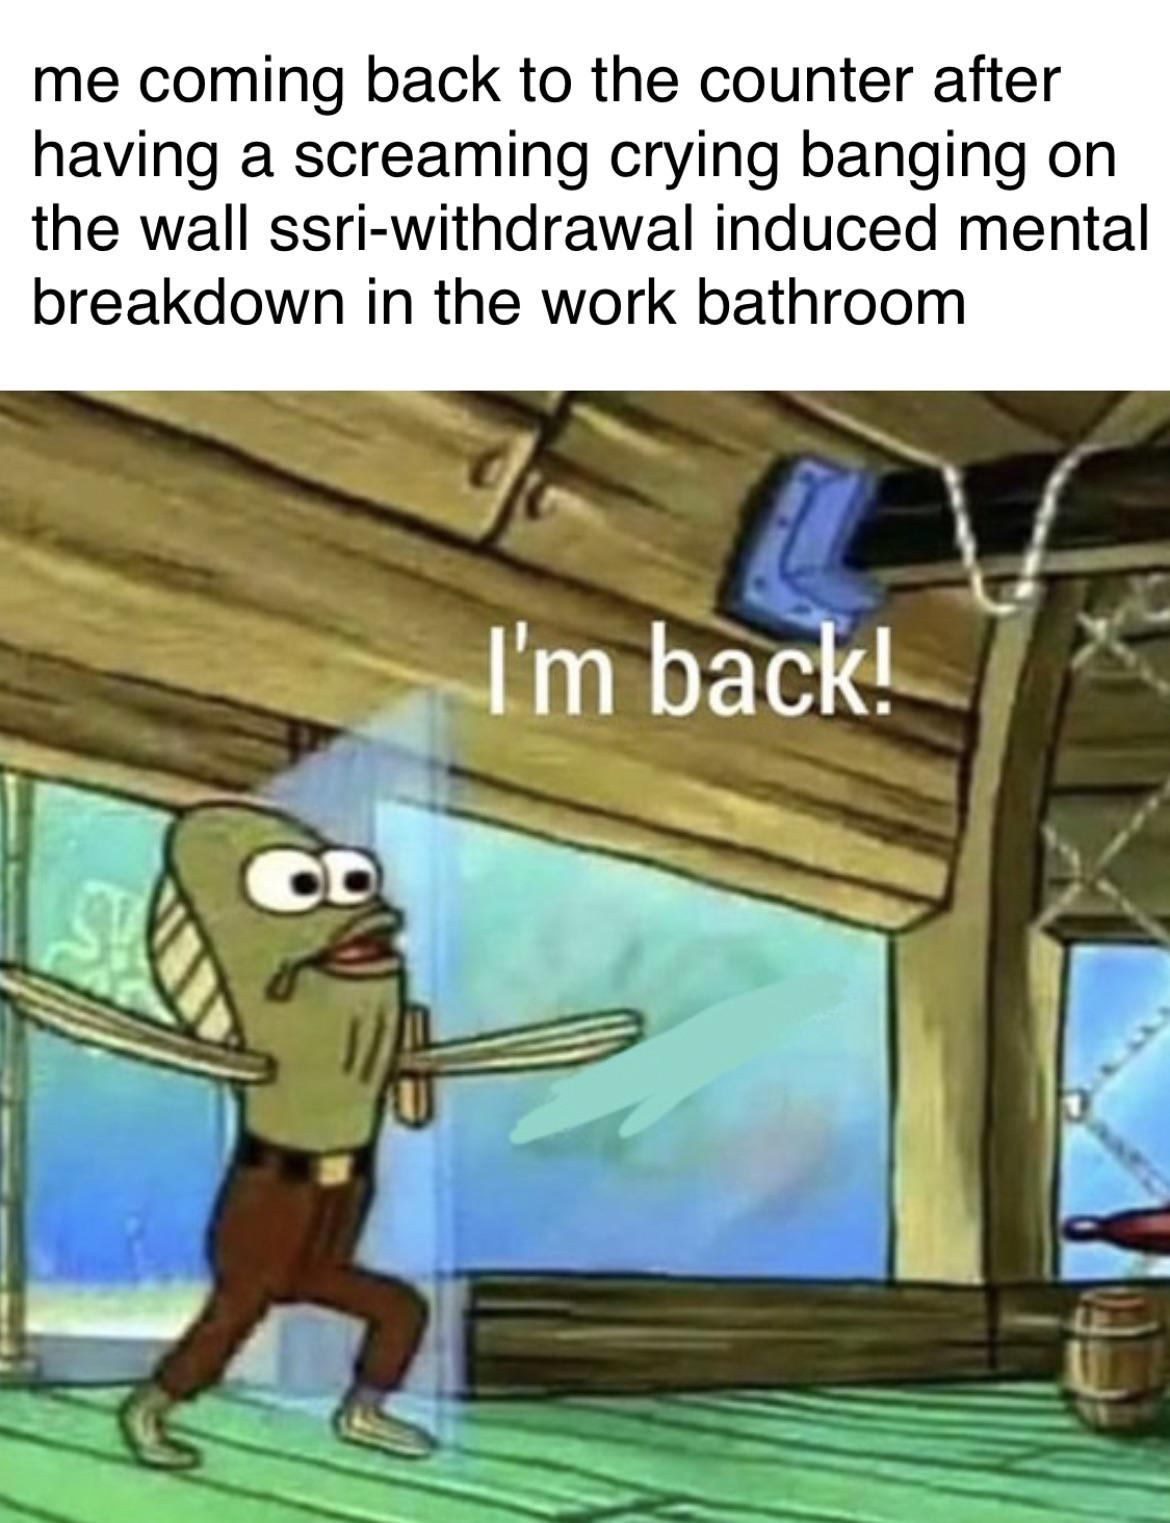 me coming back to the counter after
having a screaming crying banging on
the wall ssri-withdrawal induced mental
breakdown in the work bathroom
I'm back!